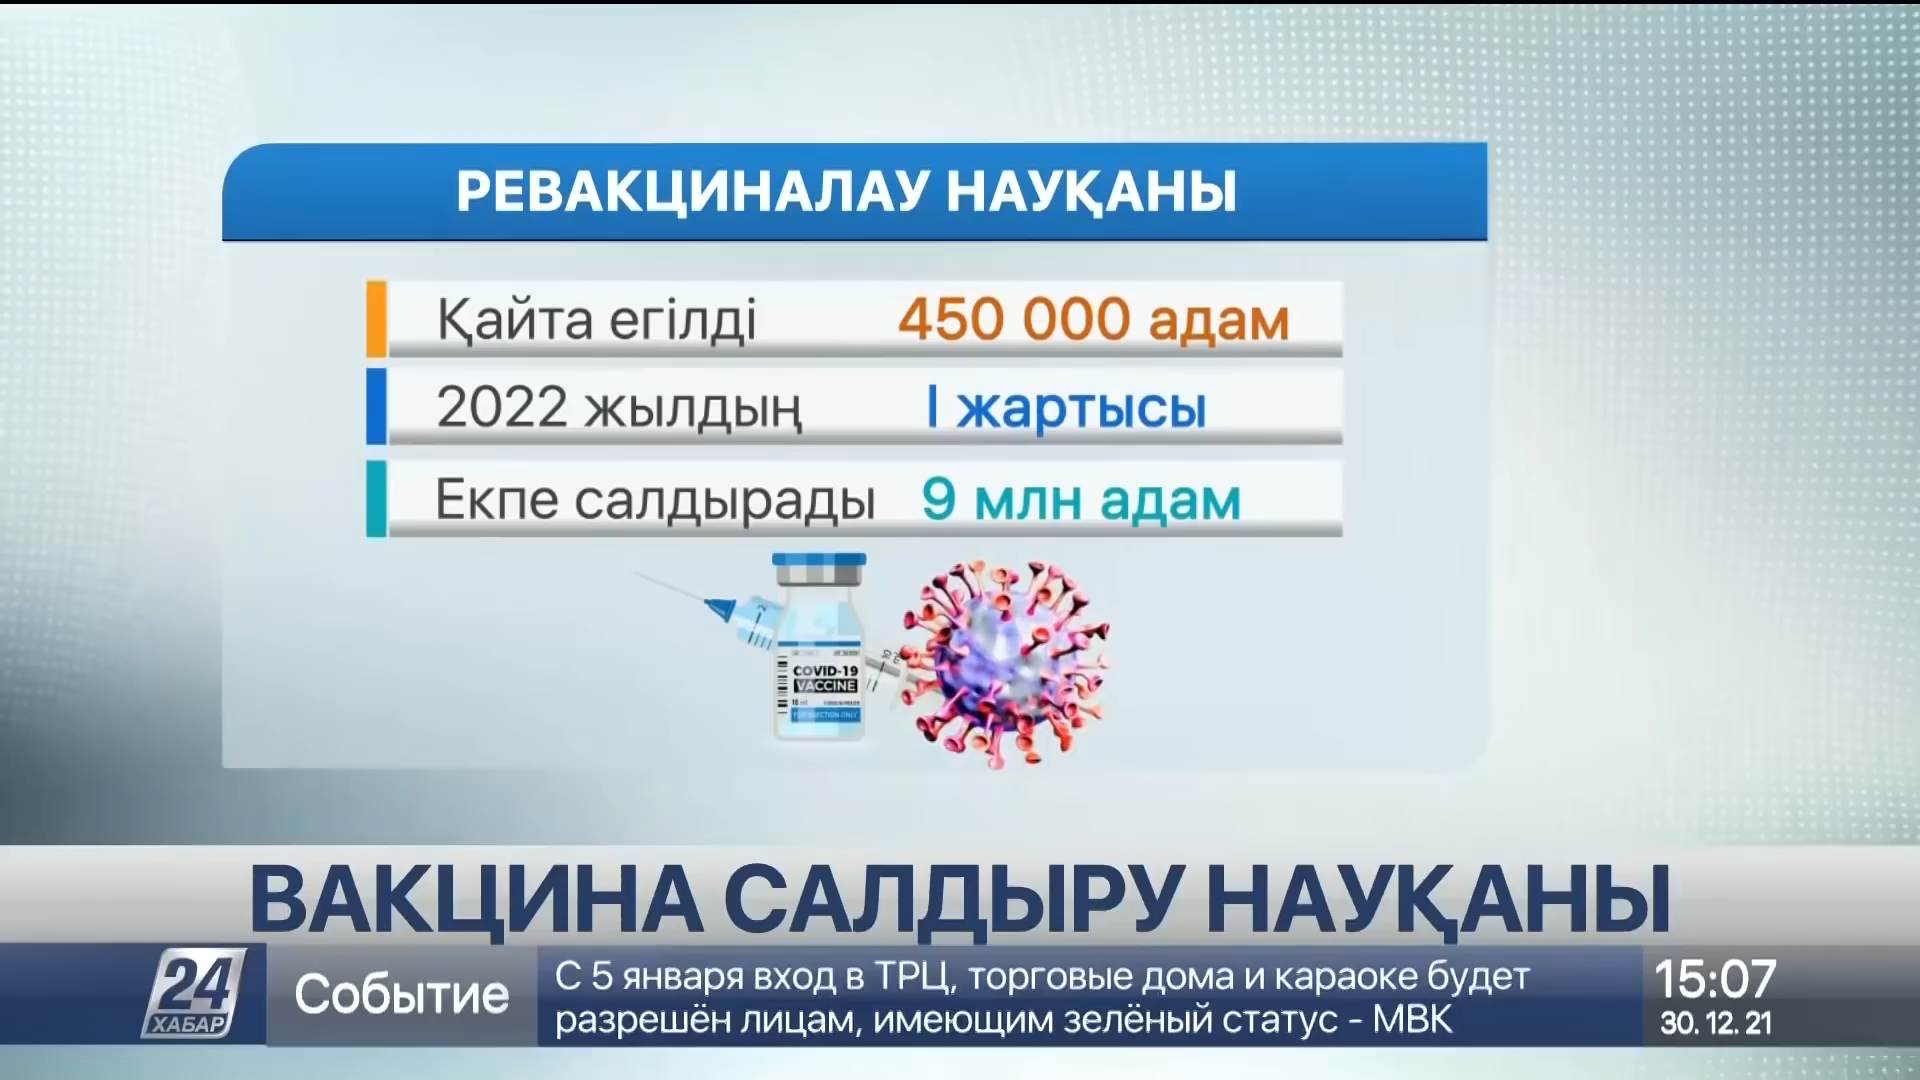 РЕВАКЦИНАЛАУ НАУҚАНЫ
Қайта егілді 450 000 адам
2022 жылдың I жартысы
Екпе салдырады 9 млн адам
COVID-19
VACCINE
ВАКЦИНА САЛДЫРУ НАУҚАНЫ
24
ХАБАР
Событие
С 5 января вход в ТРЦ, торговые дома и караоке будет
разрешён лицам, имеющим зелёный статус - МВК
15:07
30. 12. 21